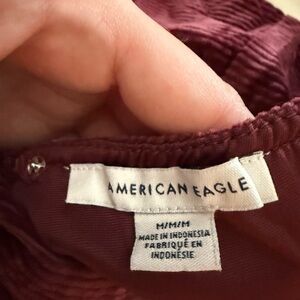 AMERICAN EAGLE
M/M/M
MADE IN INDONESIA
FABRIQUÉ EN
INDONÉSIE